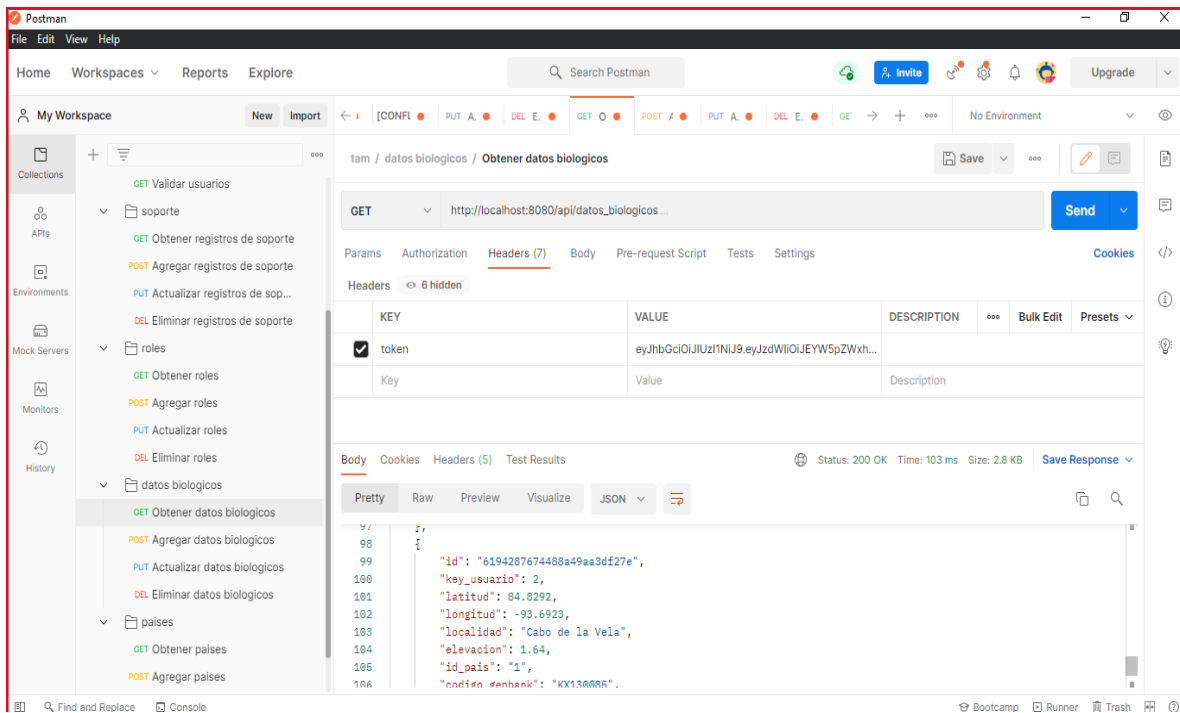 Postman
File Edit View Help
Home Workspaces Reports Explore
Search Postman
Invite
Upgrade
My Workspace
New Import
[CONFL PUT A. DEL E. GET O POST A PUT A. DEL E. GET
No Environment
Collections
APIs
Environments
Mock Servers
Monitors
History
GET Validar usuarios
soporte
GET Obtener registros de soporte
POST Agregar registros de soporte
PUT Actualizar registros de sop...
DEL Eliminar registros de soporte
roles
GET Obtener roles
POST Agregar roles
PUT Actualizar roles
DEL Eliminar roles
datos biologicos
GET Obtener datos biologicos
POST Agregar datos biologicos
PUT Actualizar datos biologicos
DEL Eliminar datos biologicos
paises
GET Obtener paises
POST Agregar paises
tam / datos biologicos / Obtener datos biologicos
Save
GET http://localhost:8080/api/datos_biologicos ...
Send
Params Authorization Headers (7) Body Pre-request Script Tests Settings Cookies
Headers 6 hidden
KEY VALUE DESCRIPTION Bulk Edit Presets
token eyJhbGciOiJIUzI1NiJ9.eyJzdWIiOiJEYW5pZWxh...
Key Value Description
Body Cookies Headers (5) Test Results Status: 200 OK Time: 103 ms Size: 2.8 KB Save Response
Pretty Raw Preview Visualize JSON
97 },
98 {
99 "id": "6194287674488a49aa3df27e",
100 "key_usuario": 2,
101 "latitud": 84.8292,
102 "longitud": -93.6923,
103 "localidad": "Cabo de la Vela",
104 "elevacion": 1.64,
105 "id_pais": "1",
106 "codigo_genbank": "KX130085",
Find and Replace Console
Bootcamp Runner Trash